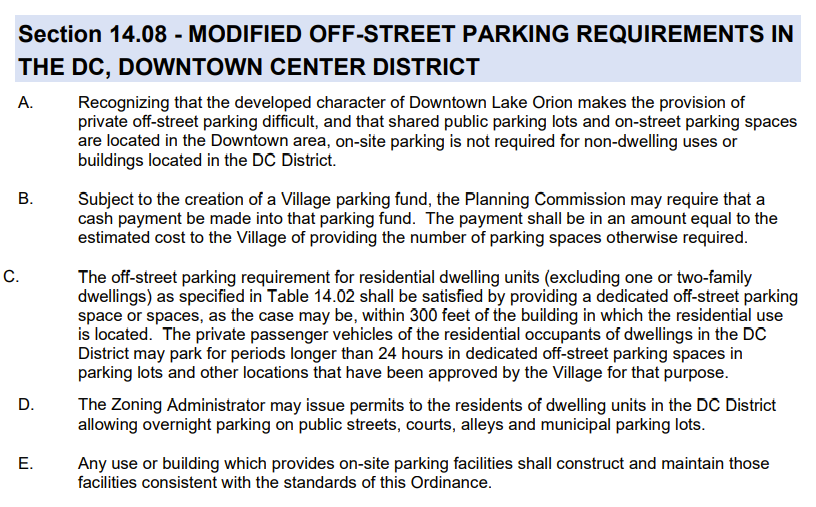 Section 14.08 - MODIFIED OFF-STREET PARKING REQUIREMENTS IN
THE DC, DOWNTOWN CENTER DISTRICT
A. Recognizing that the developed character of Downtown Lake Orion makes the provision of
private off-street parking difficult, and that shared public parking lots and on-street parking spaces
are located in the Downtown area, on-site parking is not required for non-dwelling uses or
buildings located in the DC District.
B. Subject to the creation of a Village parking fund, the Planning Commission may require that a
cash payment be made into that parking fund. The payment shall be in an amount equal to the
estimated cost to the Village of providing the number of parking spaces otherwise required.
C. The off-street parking requirement for residential dwelling units (excluding one or two-family
dwellings) as specified in Table 14.02 shall be satisfied by providing a dedicated off-street parking
space or spaces, as the case may be, within 300 feet of the building in which the residential use
is located. The private passenger vehicles of the residential occupants of dwellings in the DC
District may park for periods longer than 24 hours in dedicated off-street parking spaces in
parking lots and other locations that have been approved by the Village for that purpose.
D. The Zoning Administrator may issue permits to the residents of dwelling units in the DC District
allowing overnight parking on public streets, courts, alleys and municipal parking lots.
E. Any use or building which provides on-site parking facilities shall construct and maintain those
facilities consistent with the standards of this Ordinance.